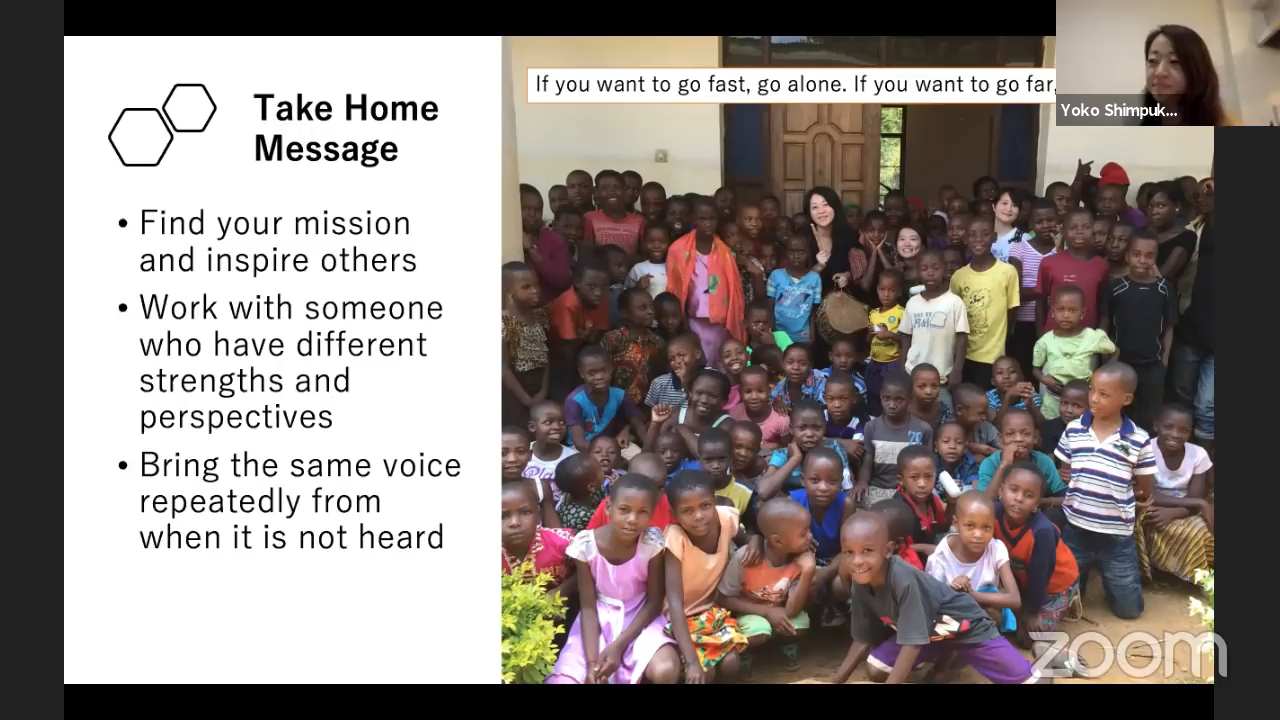 Take Home
Message
• Find your mission
and inspire others
• Work with someone
who have different
strengths and
perspectives
• Bring the same voice
repeatedly from
when it is not heard
If you want to go fast, go alone. If you want to go far,
Yoko Shimpuk...
zoom